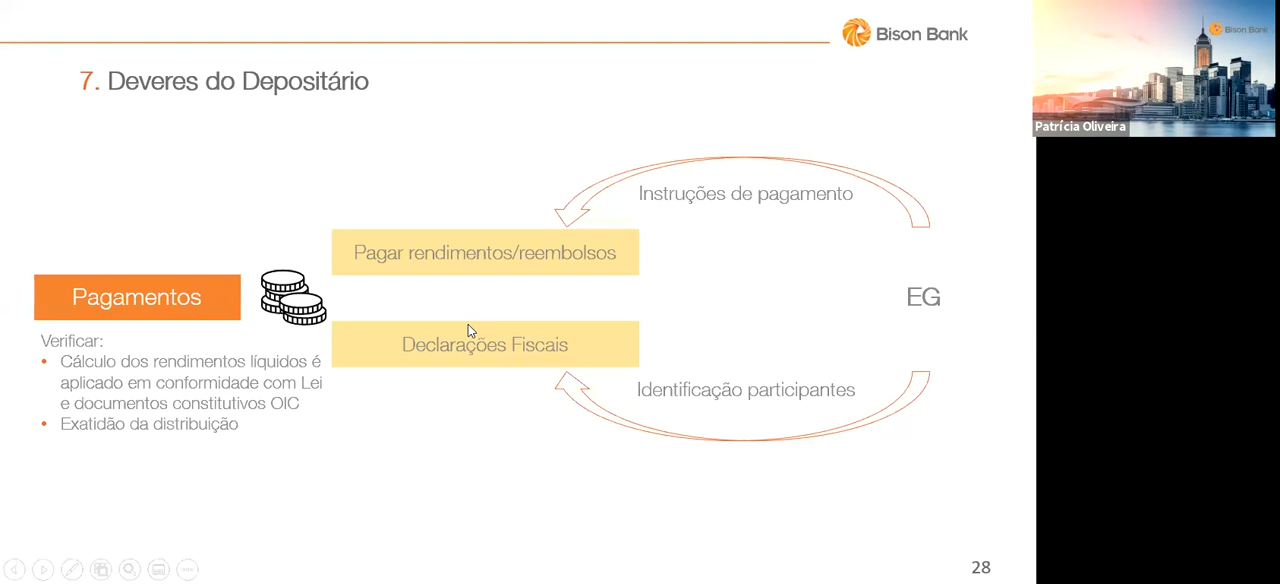 Bison Bank
7. Deveres do Depositário
Bison Bank
Patrícia Oliveira
Instruções de pagamento
Pagar rendimentos/reembolsos
Pagamentos
EG
Verificar:
• Cálculo dos rendimentos líquidos é
aplicado em conformidade com Lei
e documentos constitutivos OIC
• Exatidão da distribuição
Declarações Fiscais
Identificação participantes
28